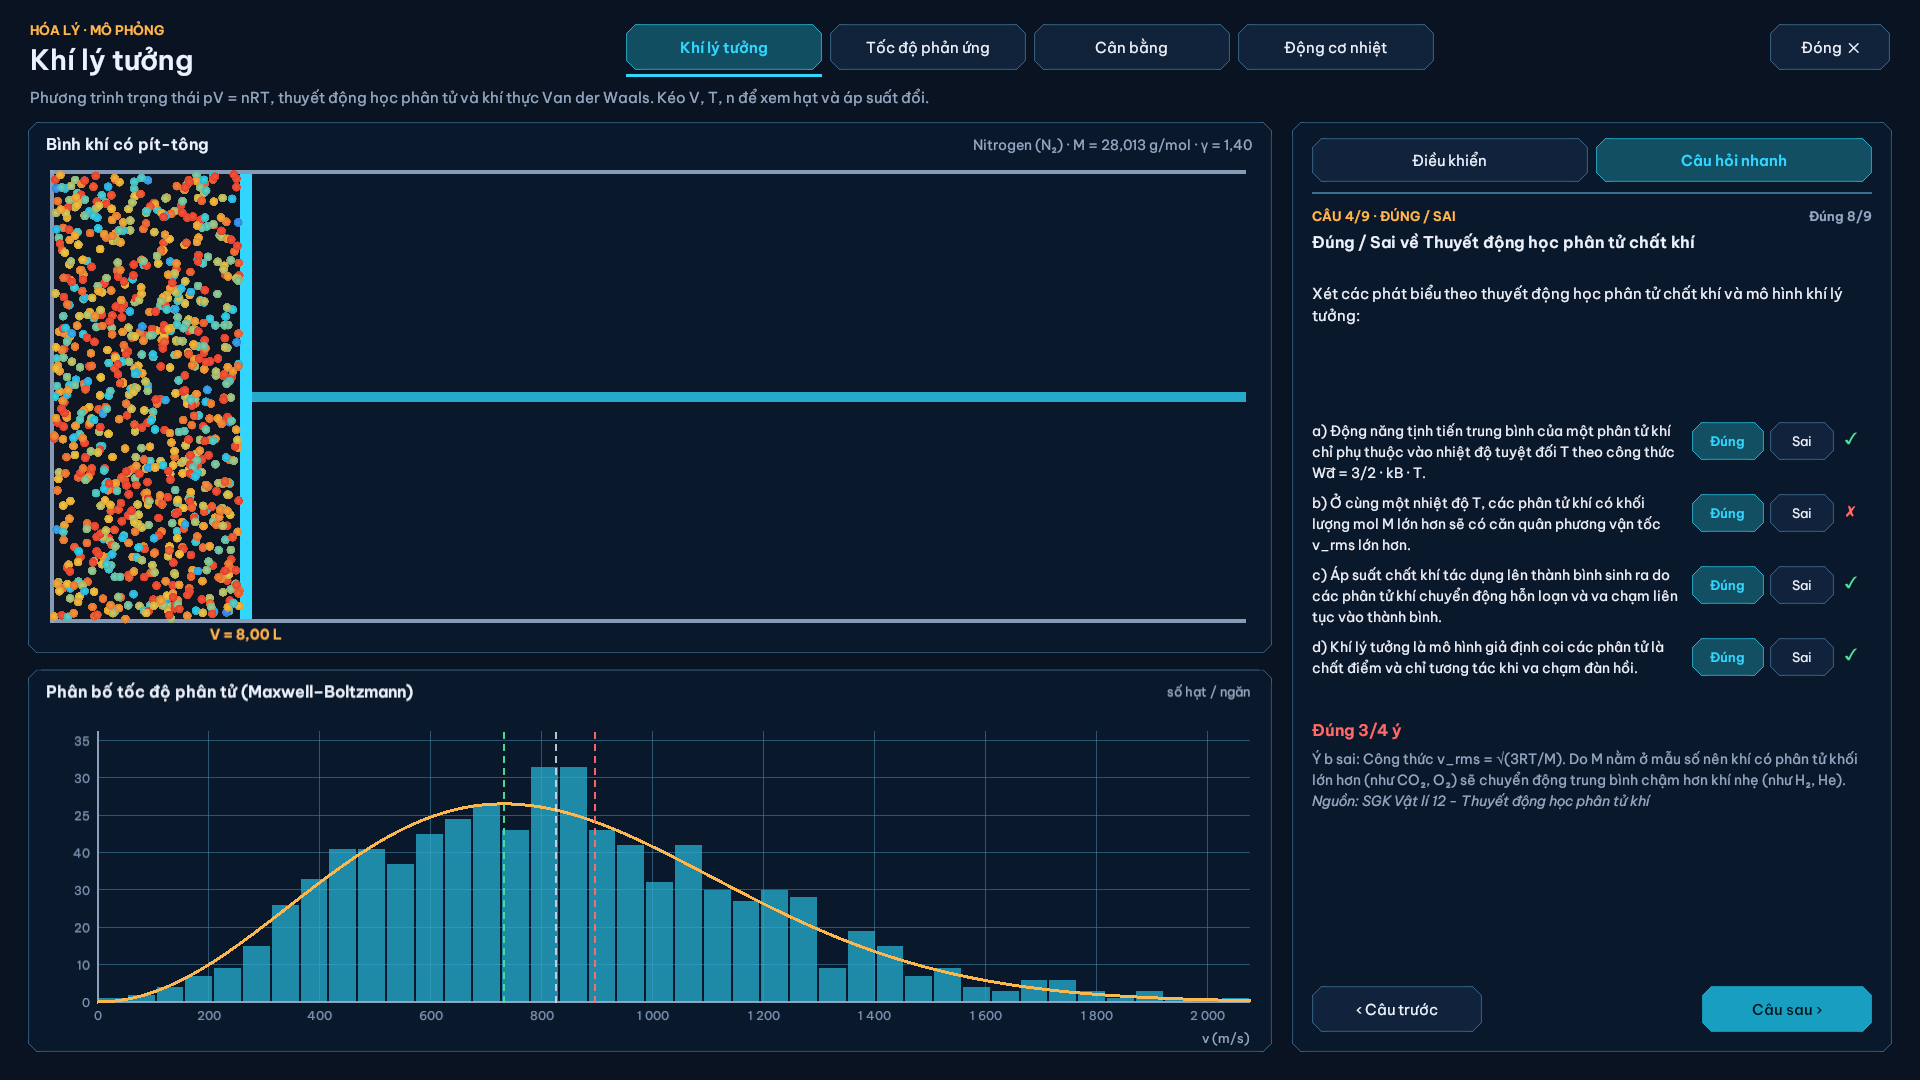 HÓA LÝ · MÔ PHỎNG
Khí lý tưởng
Khí lý tưởng
Tốc độ phản ứng
Cân bằng
Động cơ nhiệt
Đóng ✕
Phương trình trạng thái pV = nRT, thuyết động học phân tử và khí thực Van der Waals. Kéo V, T, n để xem hạt và áp suất đổi.
Bình khí có pít-tông
Nitrogen (N₂) · M = 28,013 g/mol · γ = 1,40
V = 8,00 L
Phân bố tốc độ phân tử (Maxwell–Boltzmann)
số hạt / ngăn
35
30
25
40
30
20
10
0
0 200 400 600 800 1 000 1 200 1 400 1 600 1 800 2 000
v (m/s)
Điều khiển
Câu hỏi nhanh
CÂU 4/9 · ĐÚNG / SAI
Đúng 8/9
Đúng / Sai về Thuyết động học phân tử chất khí
Xét các phát biểu theo thuyết động học phân tử chất khí và mô hình khí lý
tưởng:
a) Động năng tịnh tiến trung bình của một phân tử khí
chỉ phụ thuộc vào nhiệt độ tuyệt đối T theo công thức
Wđ = 3/2 · kB · T.
Đúng Sai ✓
b) Ở cùng một nhiệt độ T, các phân tử khí có khối
lượng mol M lớn hơn sẽ có căn quân phương vận tốc
v_rms lớn hơn.
Đúng Sai ✗
c) Áp suất chất khí tác dụng lên thành bình sinh ra do
các phân tử khí chuyển động hỗn loạn và va chạm liên
tục vào thành bình.
Đúng Sai ✓
d) Khí lý tưởng là mô hình giả định coi các phân tử là
chất điểm và chỉ tương tác khi va chạm đàn hồi.
Đúng Sai ✓
Đúng 3/4 ý
Ý b sai: Công thức v_rms = √(3RT/M). Do M nằm ở mẫu số nên khí có phân tử khối
lớn hơn (như CO₂, O₂) sẽ chuyển động trung bình chậm hơn khí nhẹ (như H₂, He).
Nguồn: SGK Vật lí 12 - Thuyết động học phân tử khí
‹ Câu trước
Câu sau ›